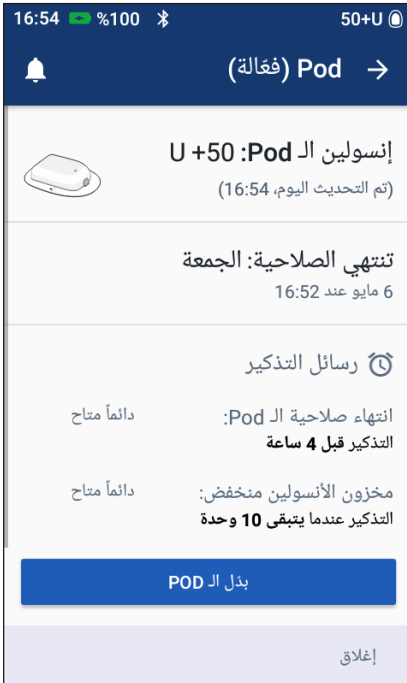 16:54 %100 50+U
Pod (فعّالة)
إنسولين الـ Pod: 50+ U
(تم التحديث اليوم، 16:54)
تنتهي الصلاحية: الجمعة
6 مايو عند 16:52
رسائل التذكير
انتهاء صلاحية الـ Pod: دائماً متاح
التذكير قبل 4 ساعة
مخزون الأنسولين منخفض: دائماً متاح
التذكير عندما يتبقى 10 وحدة
بدّل الـ POD
إغلاق